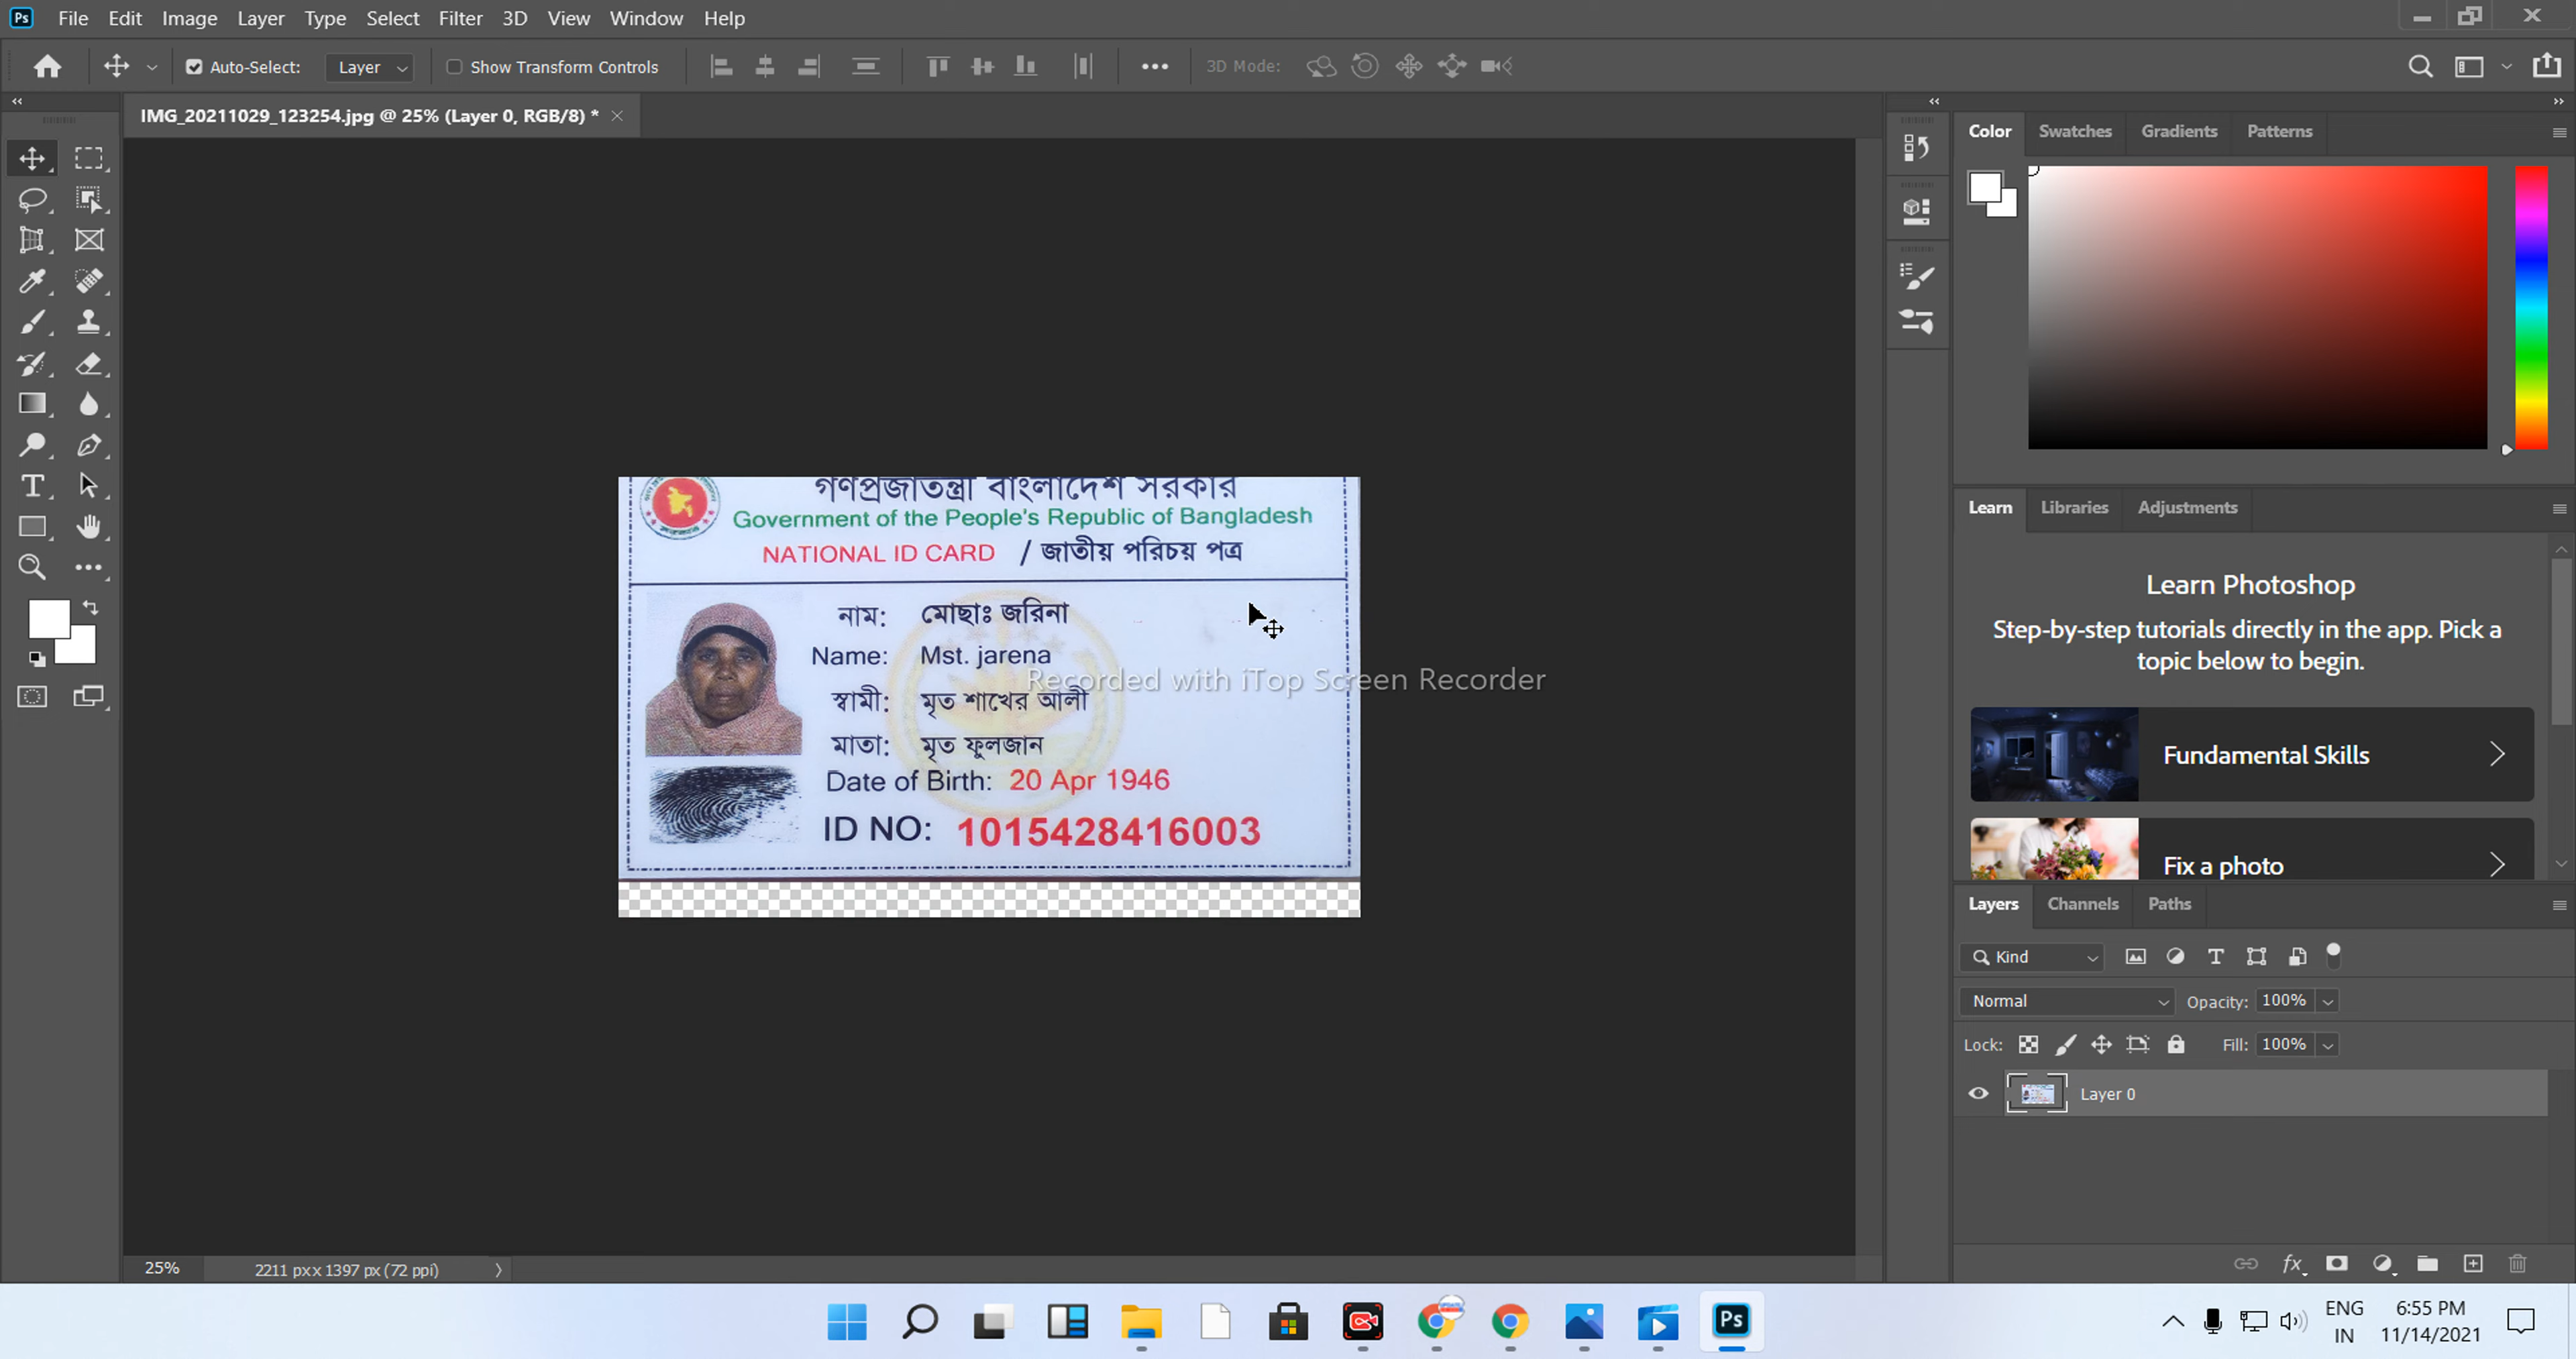 File Edit Image Layer Type Select Filter 3D View Window Help
Auto-Select: Layer Show Transform Controls 3D Mode:
IMG_20211029_123254.jpg @ 25% (Layer 0, RGB/8) *
Color Swatches Gradients Patterns
গণপ্রজাতন্ত্রী বাংলাদেশ সরকার
Government of the People's Republic of Bangladesh
NATIONAL ID CARD / জাতীয় পরিচয় পত্র
নাম: মোছাঃ জরিনা
Name: Mst. jarena
Recorded with iTop Screen Recorder
স্বামী: মৃত শাখের আলী
মাতা: মৃত ফুলজান
Date of Birth: 20 Apr 1946
ID NO: 1015428416003
Learn Libraries Adjustments
Learn Photoshop
Step-by-step tutorials directly in the app. Pick a
topic below to begin.
Fundamental Skills
Fix a photo
Layers Channels Paths
Kind
Normal Opacity: 100%
Lock: Fill: 100%
Layer 0
25% 2211 px x 1397 px (72 ppi)
ENG
IN
6:55 PM
11/14/2021